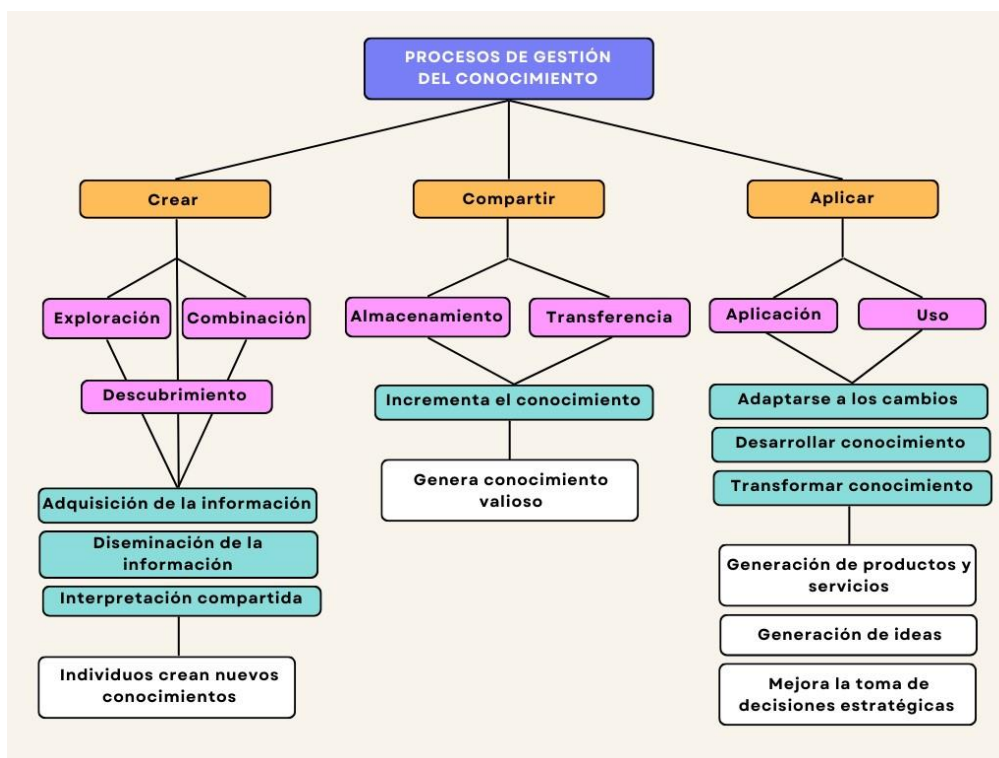 PROCESOS DE GESTIÓN
DEL CONOCIMIENTO
Crear
Compartir
Aplicar
Exploración
Combinación
Descubrimiento
Almacenamiento
Transferencia
Aplicación
Uso
Adquisición de la información
Diseminación de la
información
Interpretación compartida
Individuos crean nuevos
conocimientos
Incrementa el conocimiento
Genera conocimiento
valioso
Adaptarse a los cambios
Desarrollar conocimiento
Transformar conocimiento
Generación de productos y
servicios
Generación de ideas
Mejora la toma de
decisiones estratégicas